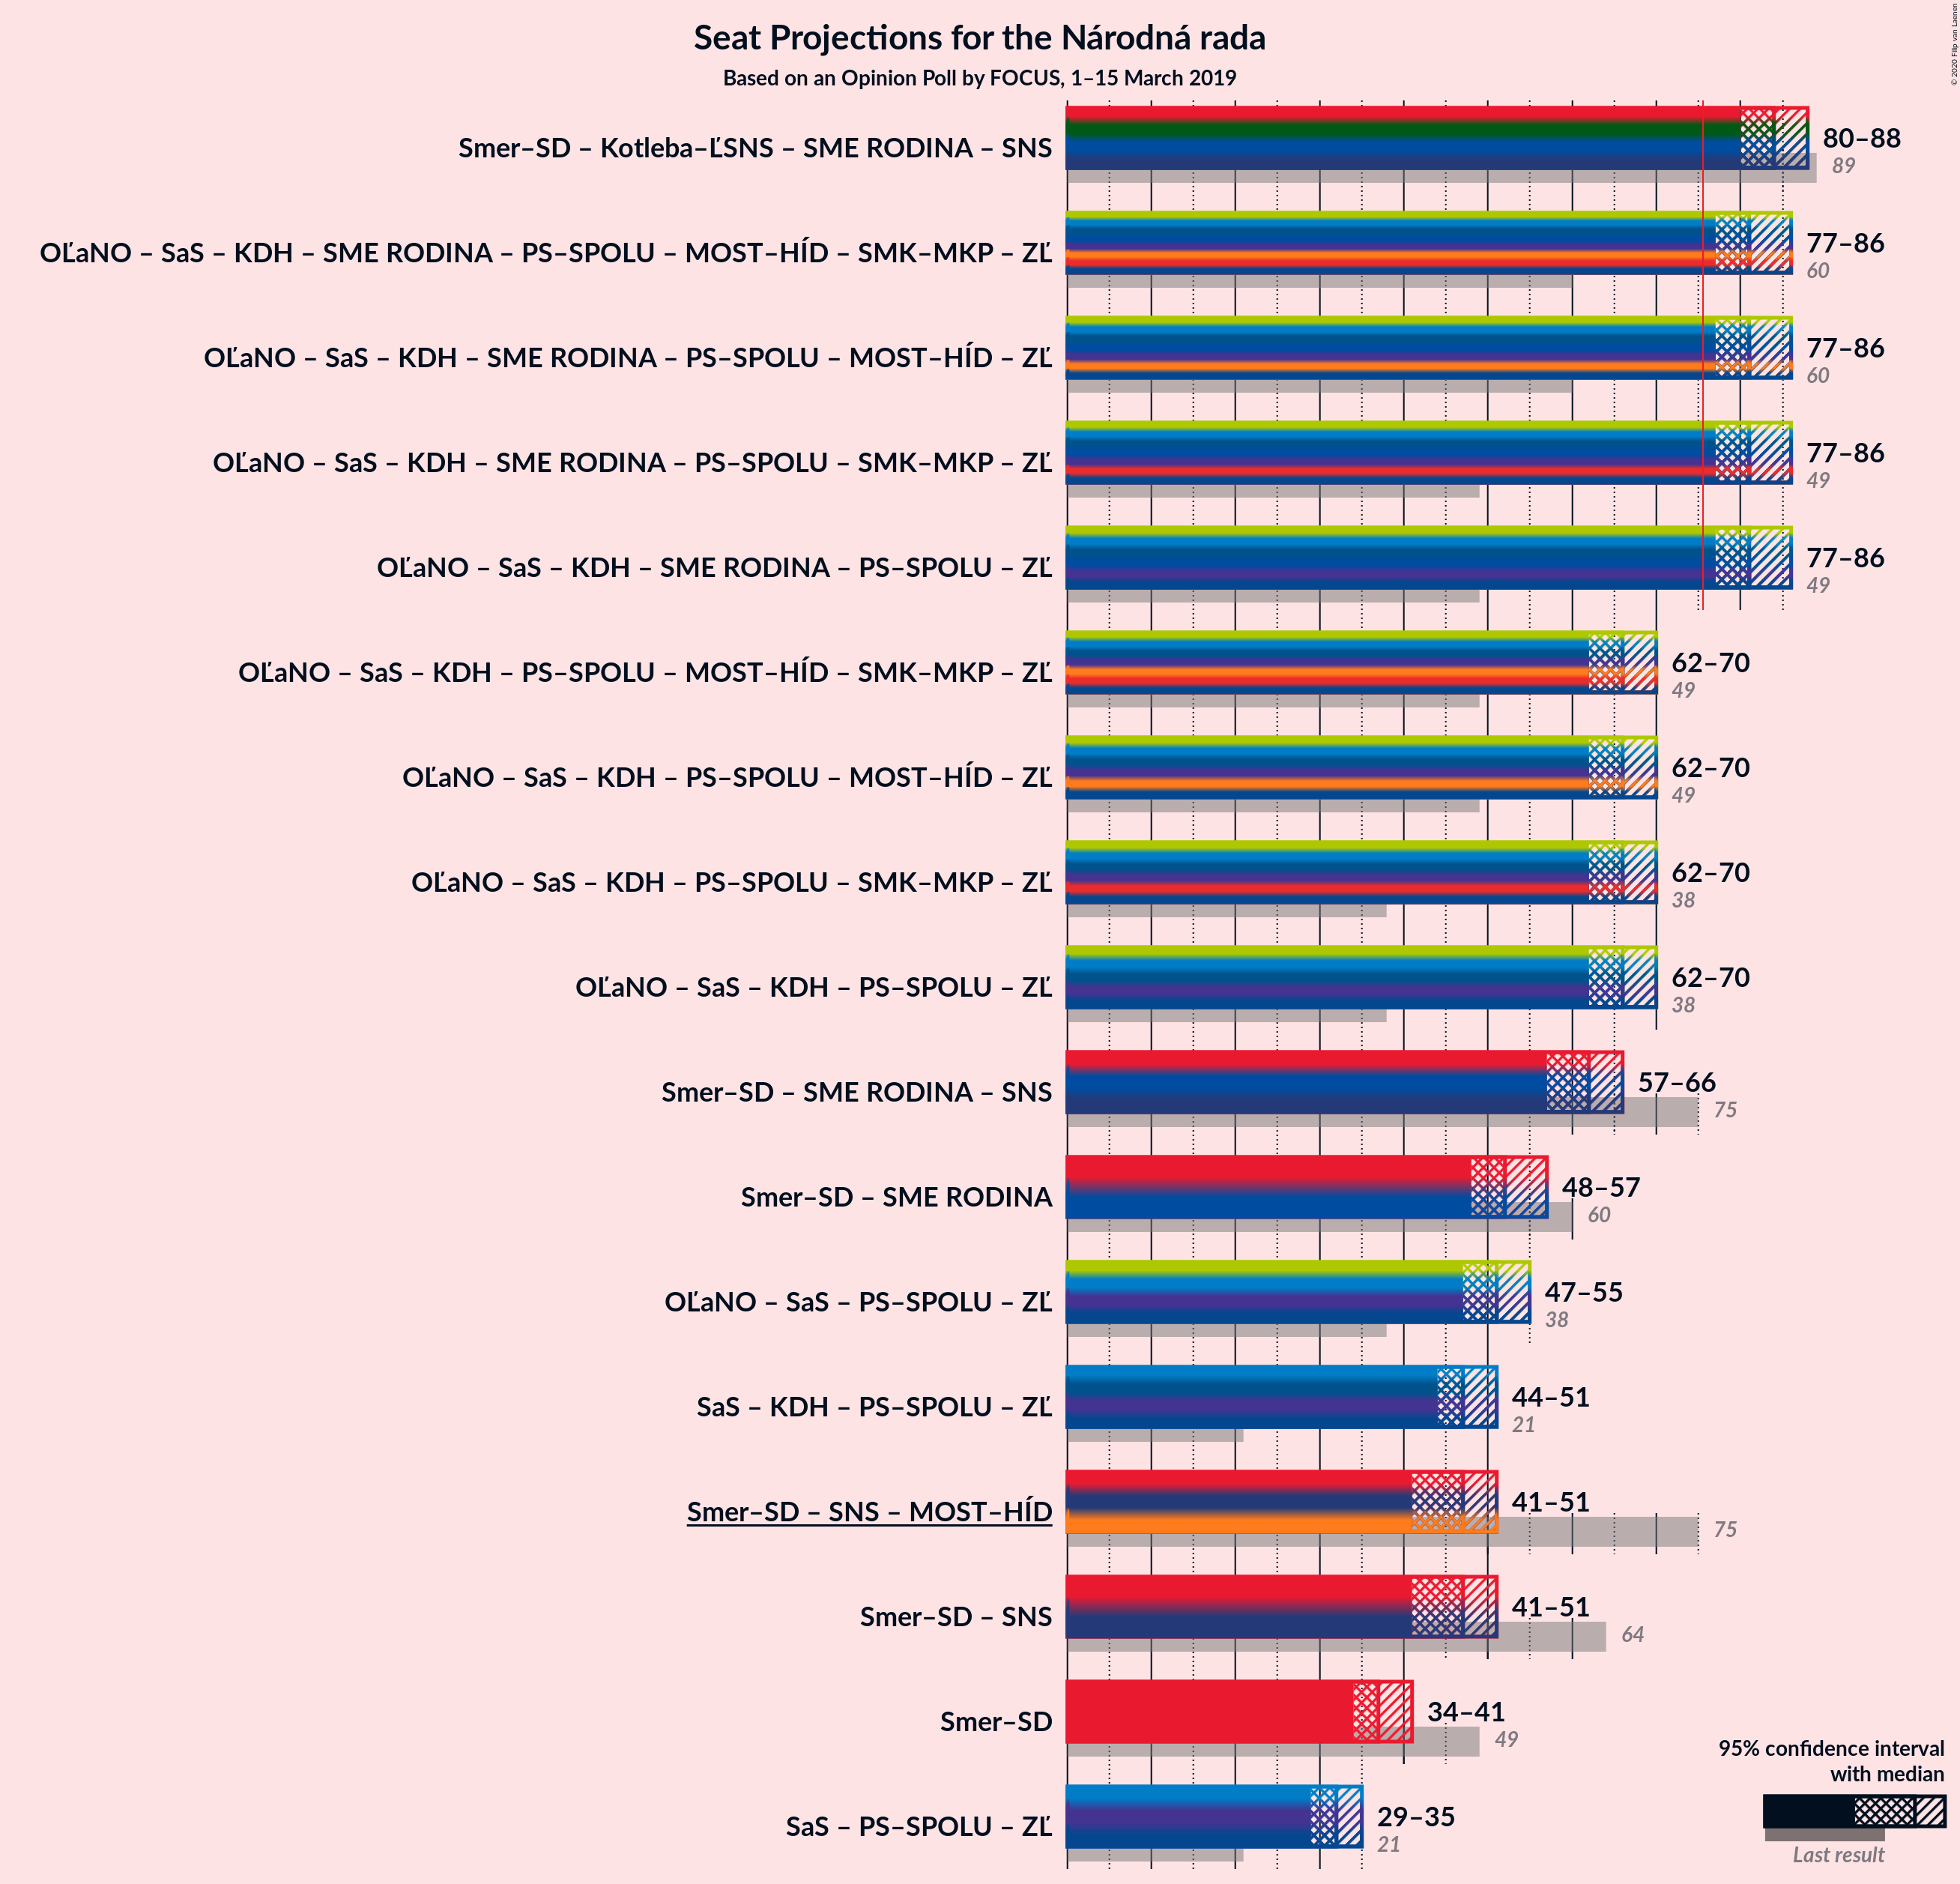 Seat Projections for the Národná rada
Based on an Opinion Poll by FOCUS, 1–15 March 2019
© 2020 Filip van Laenen
Smer–SD – Kotleba–ĽSNS – SME RODINA – SNS
80–88
89
OĽaNO – SaS – KDH – SME RODINA – PS–SPOLU – MOST–HÍD – SMK–MKP – ZĽ
77–86
60
OĽaNO – SaS – KDH – SME RODINA – PS–SPOLU – MOST–HÍD – ZĽ
77–86
60
OĽaNO – SaS – KDH – SME RODINA – PS–SPOLU – SMK–MKP – ZĽ
77–86
49
OĽaNO – SaS – KDH – SME RODINA – PS–SPOLU – ZĽ
77–86
49
OĽaNO – SaS – KDH – PS–SPOLU – MOST–HÍD – SMK–MKP – ZĽ
62–70
49
OĽaNO – SaS – KDH – PS–SPOLU – MOST–HÍD – ZĽ
62–70
49
OĽaNO – SaS – KDH – PS–SPOLU – SMK–MKP – ZĽ
62–70
38
OĽaNO – SaS – KDH – PS–SPOLU – ZĽ
62–70
38
Smer–SD – SME RODINA – SNS
57–66
75
Smer–SD – SME RODINA
48–57
60
OĽaNO – SaS – PS–SPOLU – ZĽ
47–55
38
SaS – KDH – PS–SPOLU – ZĽ
44–51
21
Smer–SD – SNS – MOST–HÍD
41–51
75
Smer–SD – SNS
41–51
64
Smer–SD
34–41
49
SaS – PS–SPOLU – ZĽ
29–35
21
95% confidence interval
with median
Last result